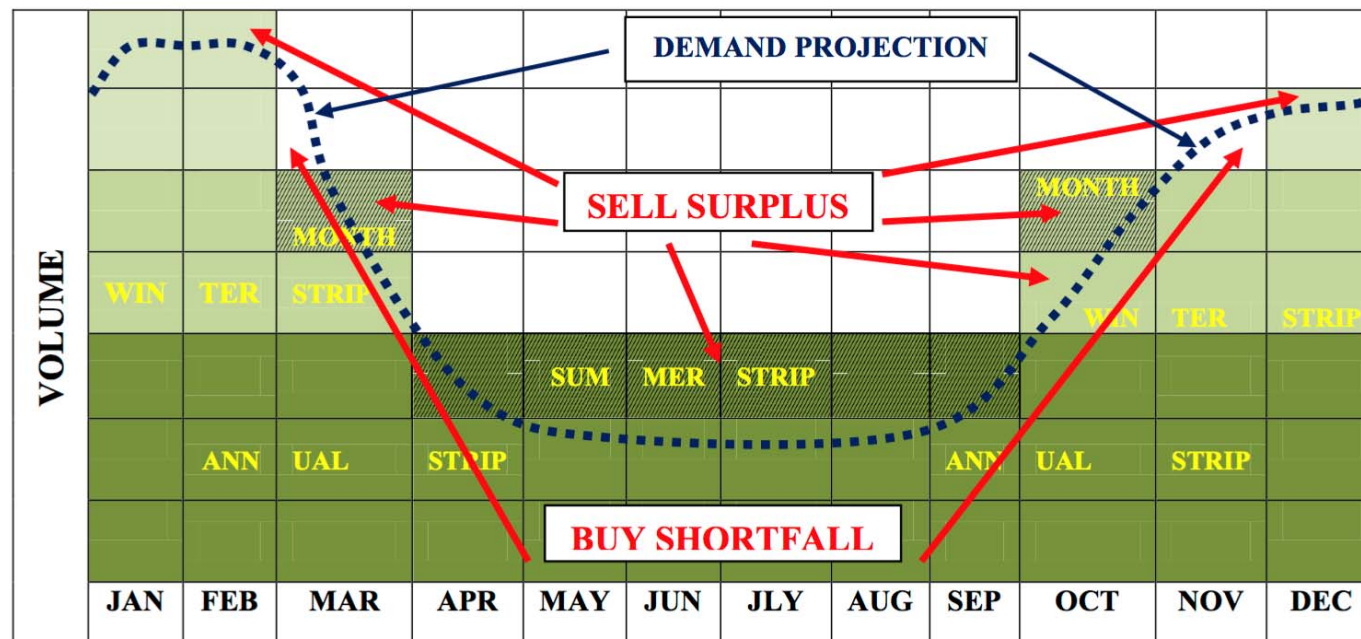 DEMAND PROJECTION
MONTH
SELL SURPLUS
MONTH
WIN TER STRIP
WIN TER STRIP
SUM MER STRIP
ANN UAL STRIP
ANN UAL STRIP
BUY SHORTFALL
VOLUME
JAN FEB MAR APR MAY JUN JLY AUG SEP OCT NOV DEC